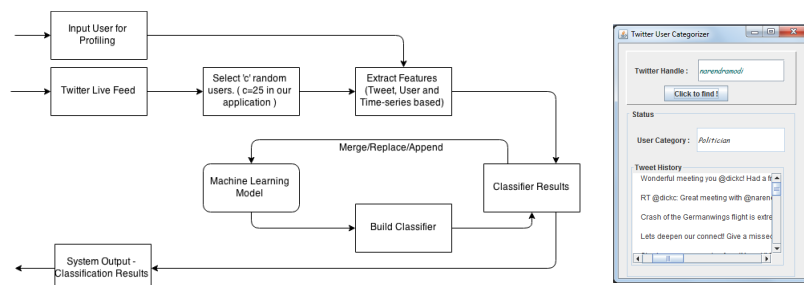 Input User for
Profiling
Twitter Live Feed
Select 'c' random
users. ( c=25 in our
application )
Extract Features
(Tweet, User and
Time-series based)
Merge/Replace/Append
Machine Learning
Model
Classifier Results
Build Classifier
System Output -
Classification Results
Twitter User Categorizer
Twitter Handle :
narendramodi
Click to find !
Status
User Category :
Politician
Tweet History
Wonderful meeting you @dickc! Had a
RT @dickc: Great meeting with @naren
Crash of the Germanwings flight is extre
Lets deepen our connect! Give a missed